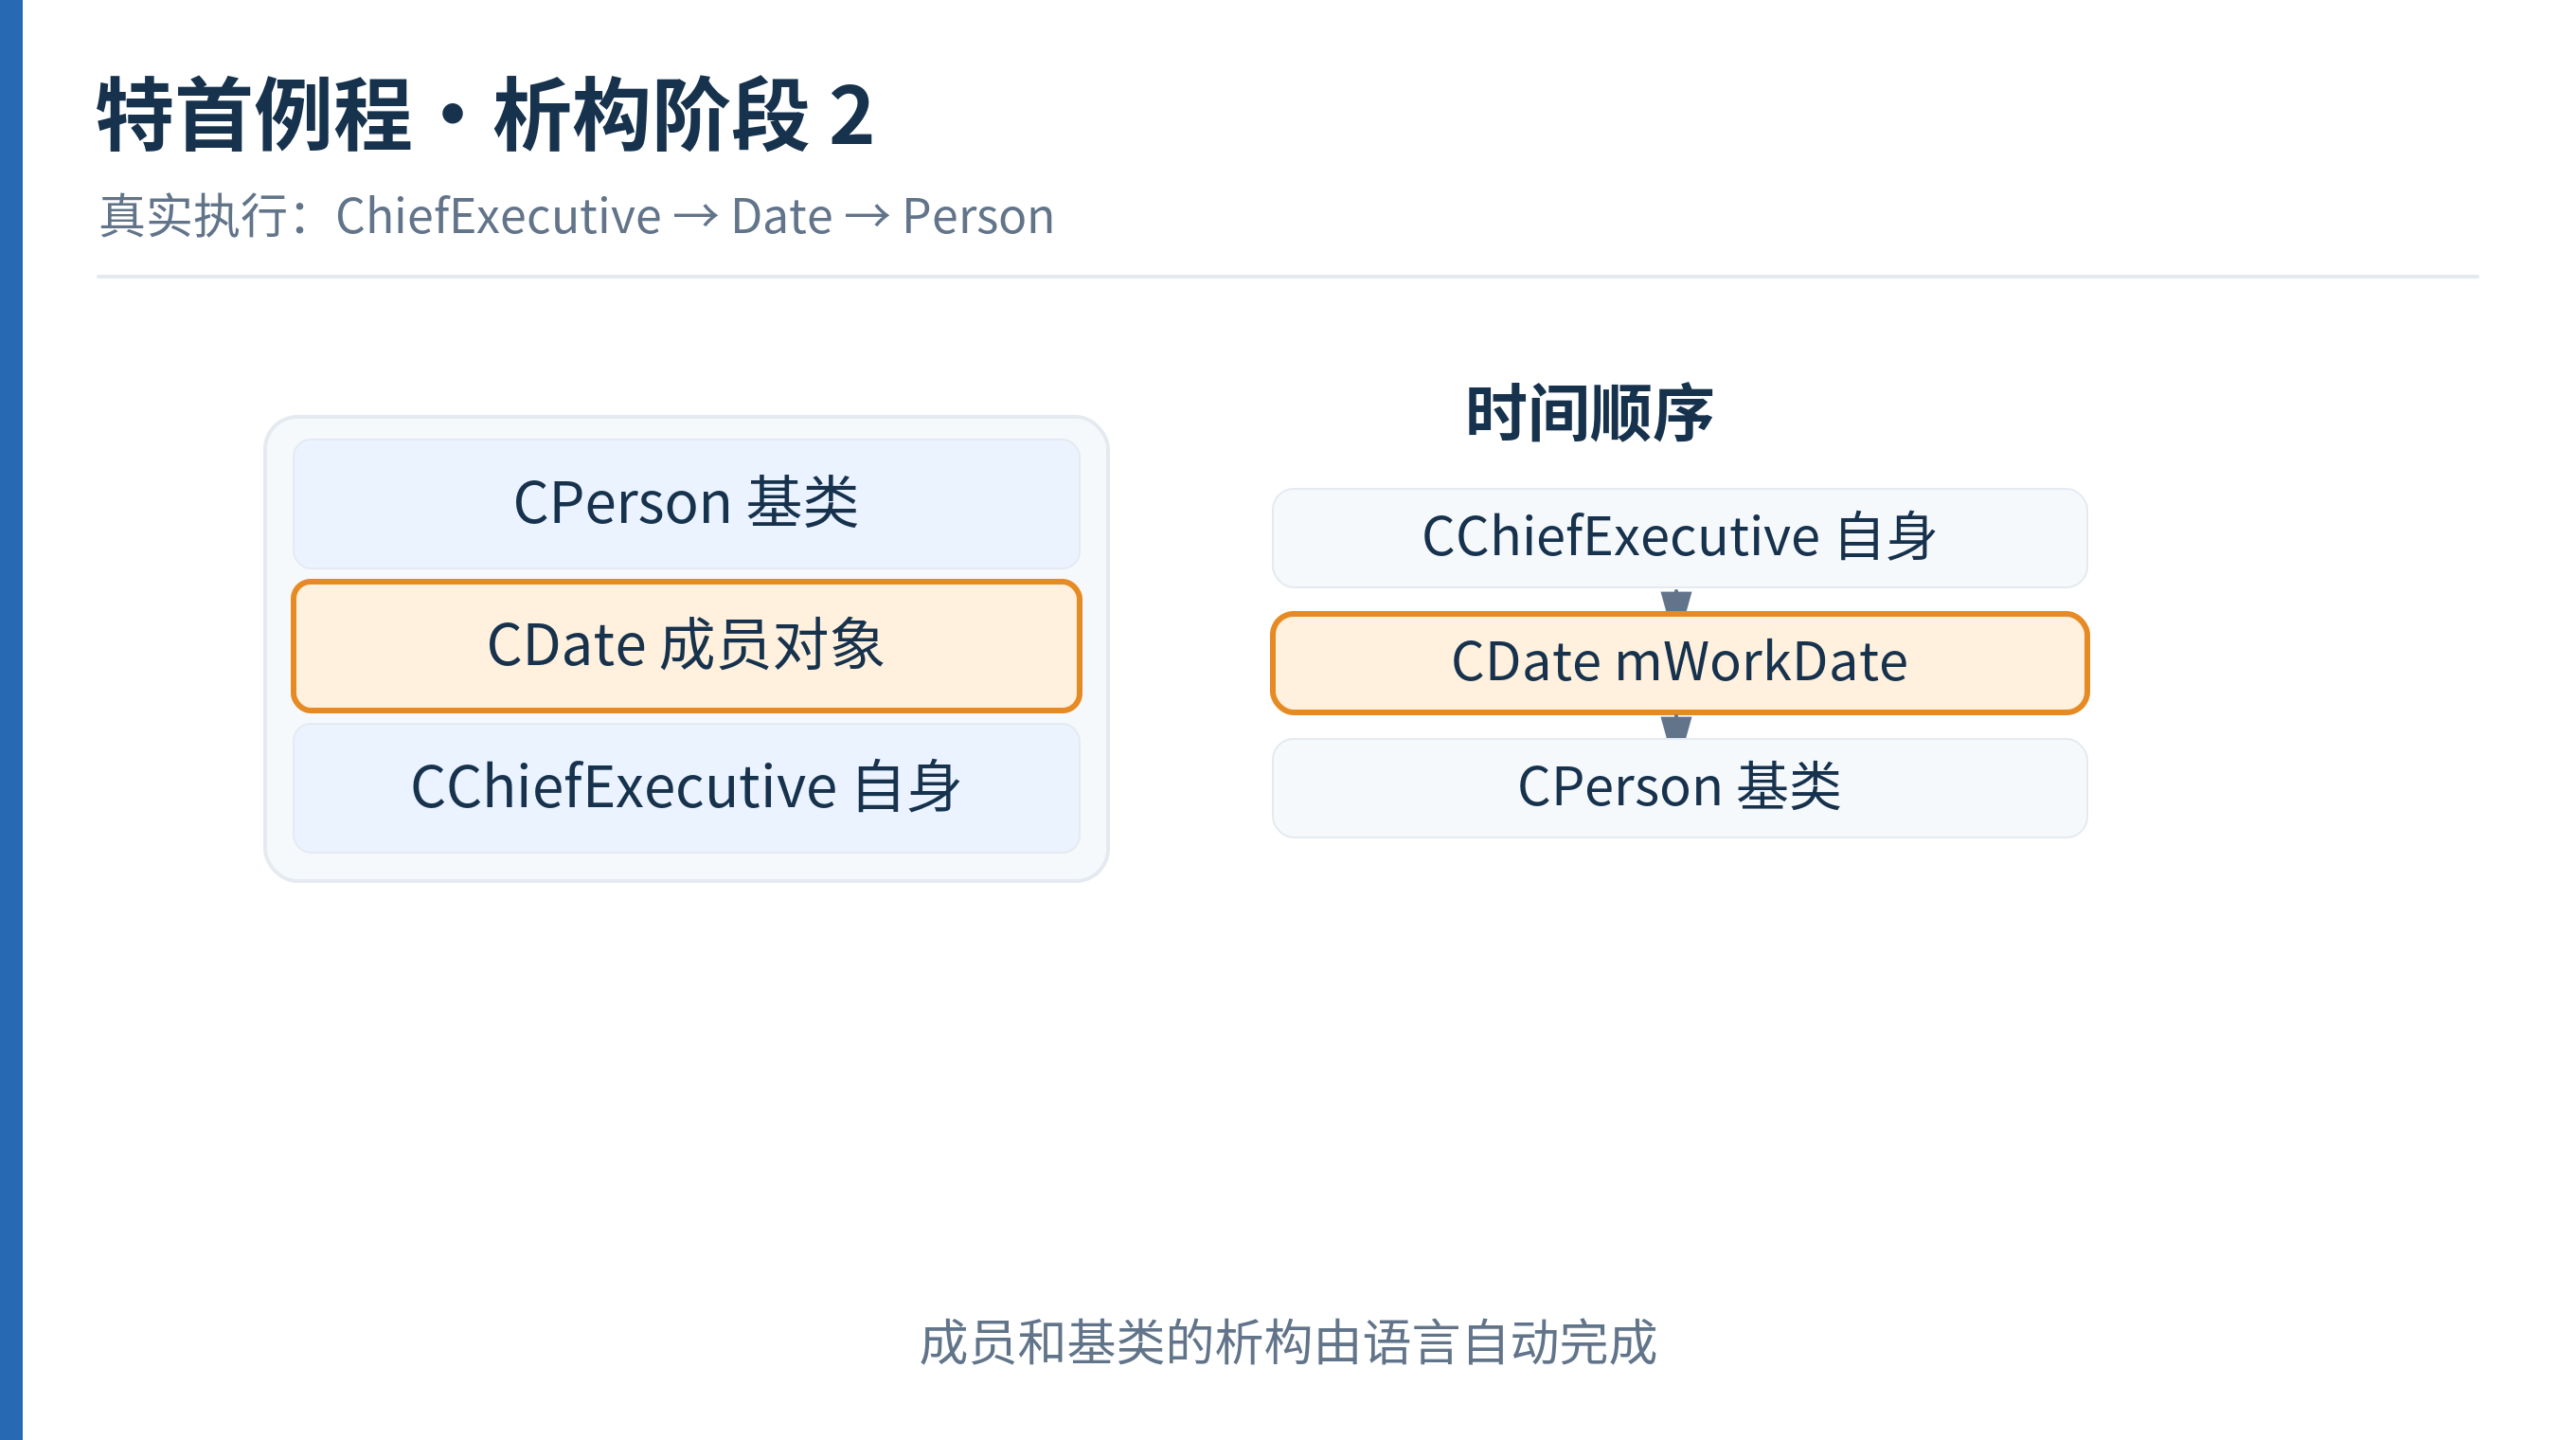 特首例程·析构阶段 2
真实执行：ChiefExecutive → Date → Person
CPerson 基类
CDate 成员对象
CChiefExecutive 自身
时间顺序
CChiefExecutive 自身
CDate mWorkDate
CPerson 基类
成员和基类的析构由语言自动完成